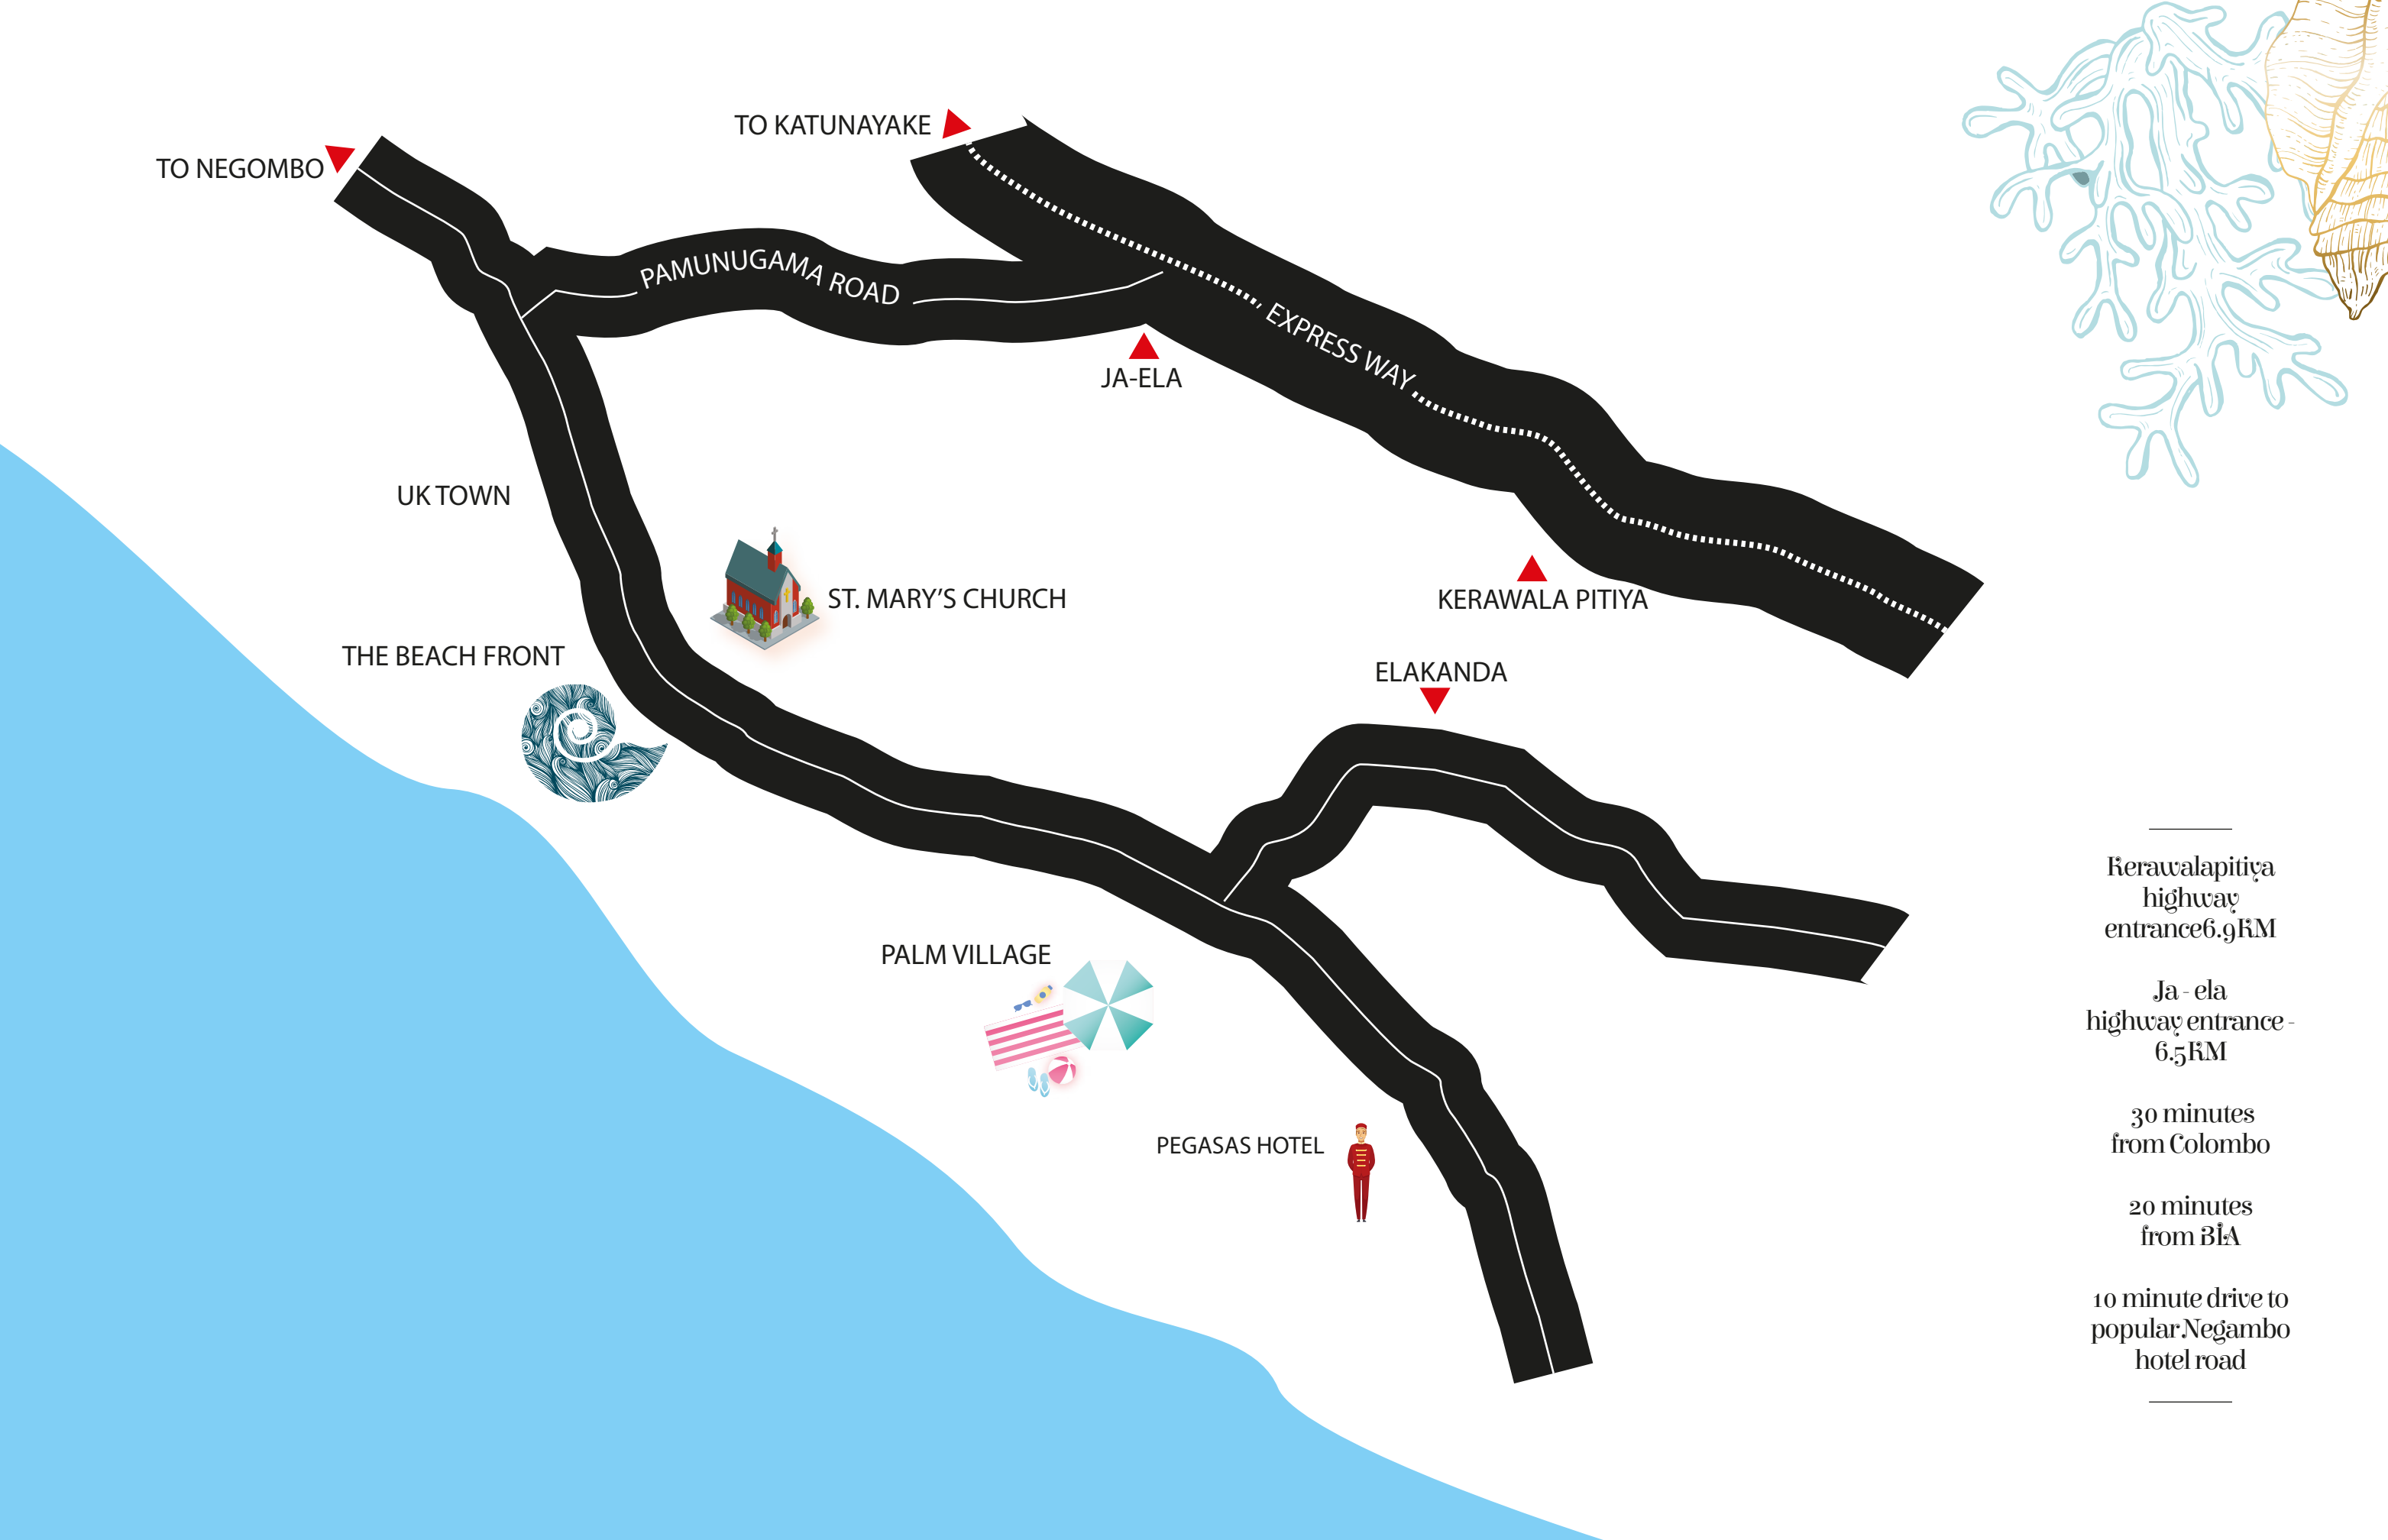 TO KATUNAYAKE
TO NEGOMBO
PAMUNUGAMA ROAD
EXPRESS WAY
JA-ELA
UK TOWN
ST. MARY'S CHURCH
KERAWALA PITIYA
THE BEACH FRONT
ELAKANDA
PALM VILLAGE
PEGASAS HOTEL
Kerawalapitiya
highway
entrance6.9KM
Ja - ela
highway entrance -
6.5KM
30 minutes
from Colombo
20 minutes
from BIA
10 minute drive to
popular Negambo
hotel road